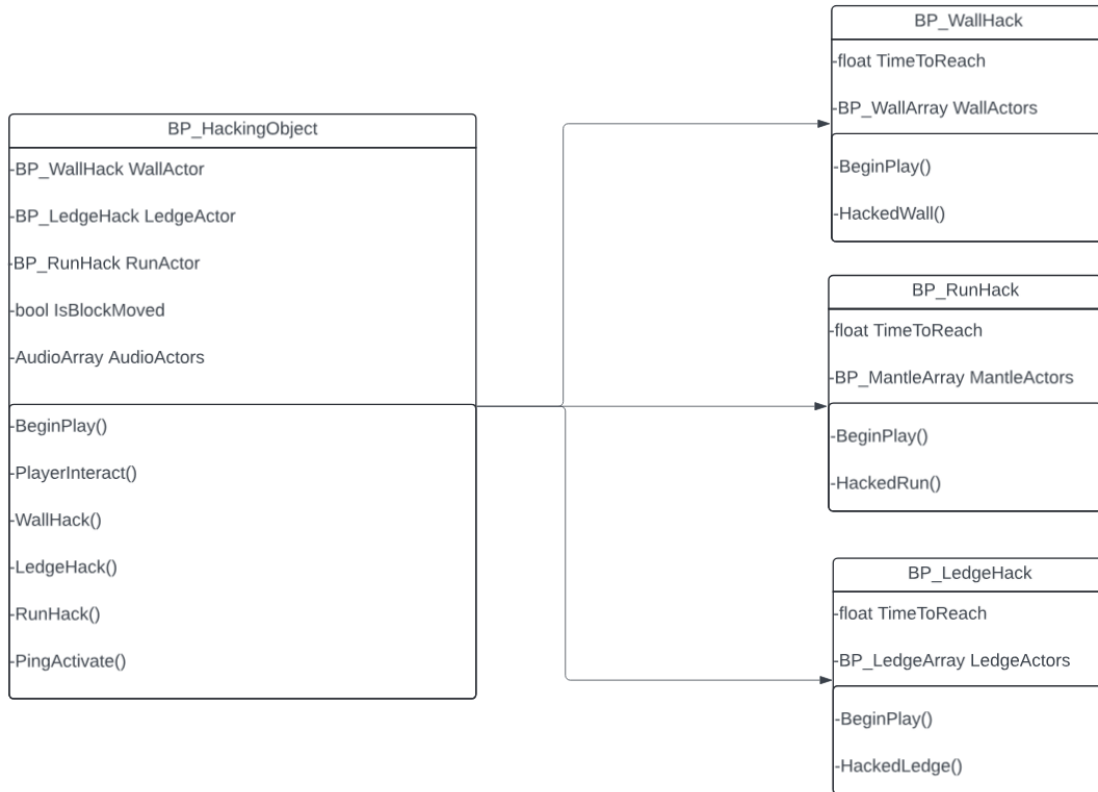 BP_HackingObject
-BP_WallHack WallActor
-BP_LedgeHack LedgeActor
-BP_RunHack RunActor
-bool IsBlockMoved
-AudioArray AudioActors
-BeginPlay()
-PlayerInteract()
-WallHack()
-LedgeHack()
-RunHack()
-PingActivate()
BP_WallHack
-float TimeToReach
-BP_WallArray WallActors
-BeginPlay()
-HackedWall()
BP_RunHack
-float TimeToReach
-BP_MantleArray MantleActors
-BeginPlay()
-HackedRun()
BP_LedgeHack
-float TimeToReach
-BP_LedgeArray LedgeActors
-BeginPlay()
-HackedLedge()